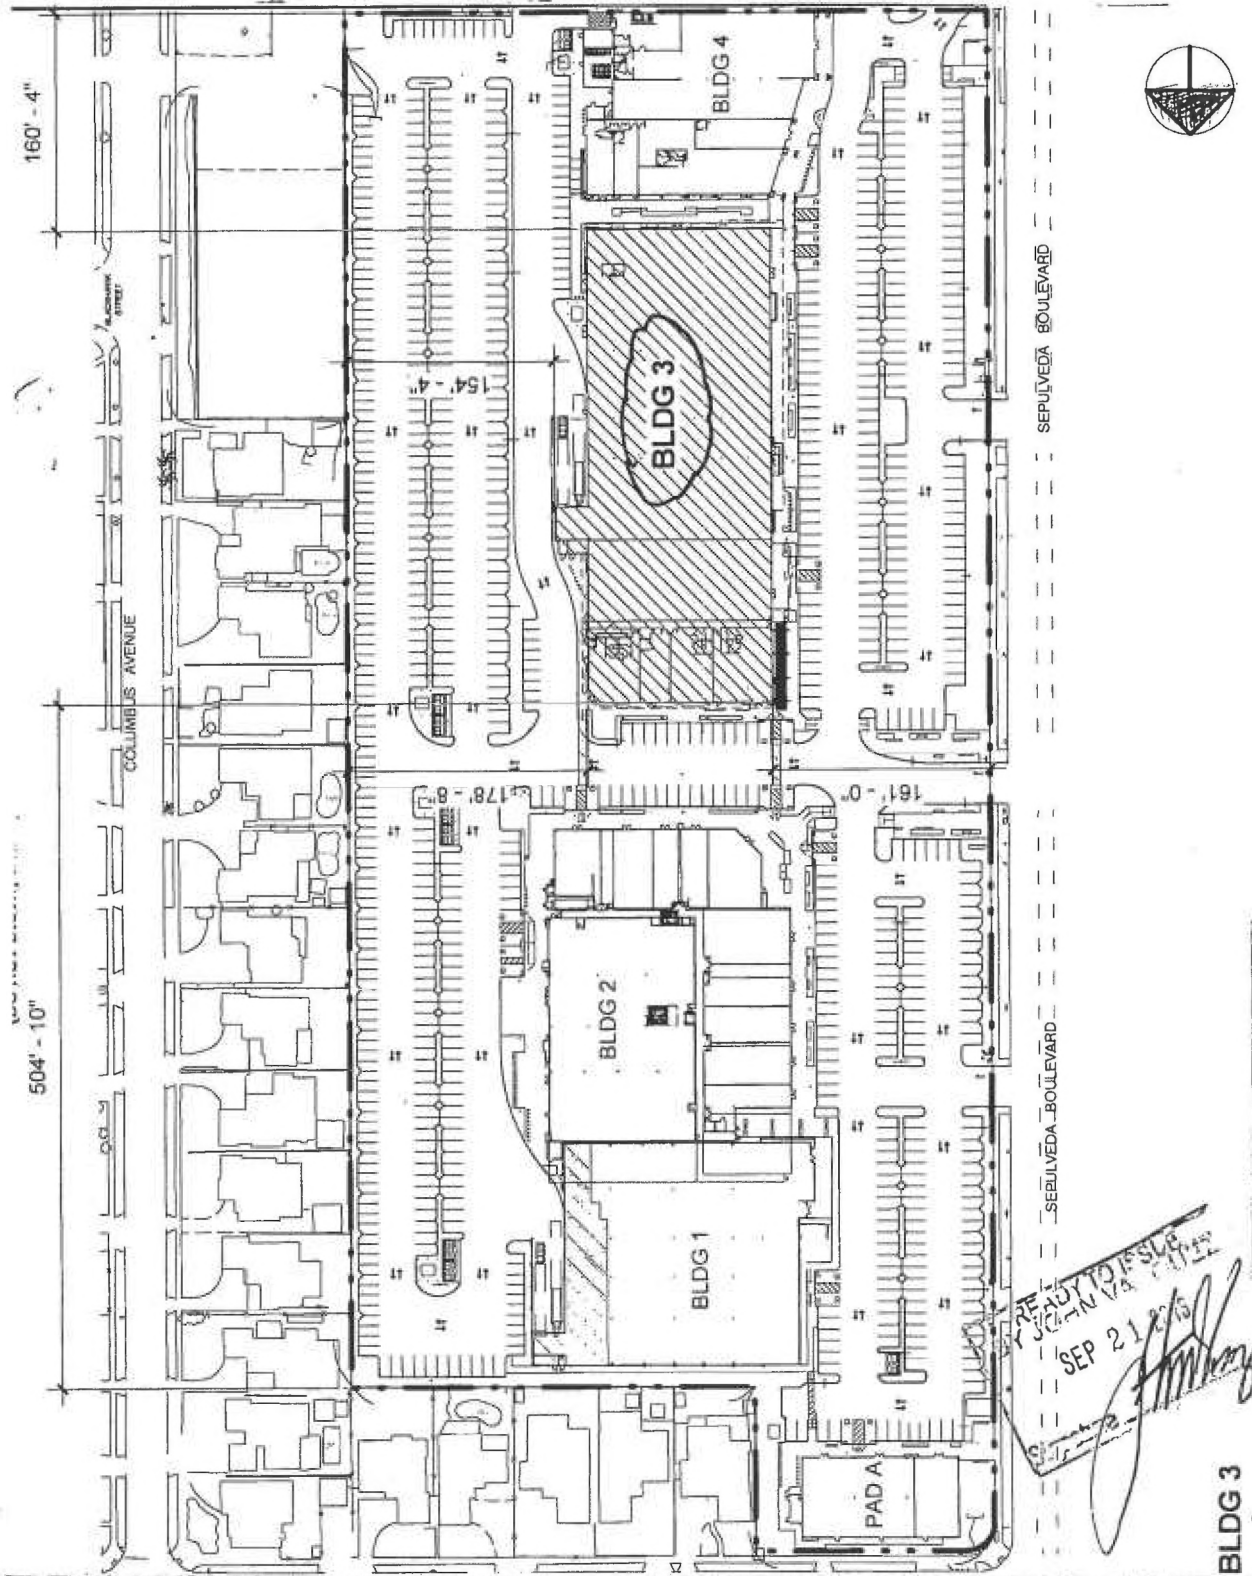 160' - 4"
BLDG 4
SEPULVEDA BOULEVARD
STREET
BLDG 3
154' - 4"
COLUMBUS AVENUE
178' - 8"
161' - 0"
504' - 10"
BLDG 2
BLDG 1
SEPULVEDA BOULEVARD
PAD A
READY TO ISSUE
SEP 21
BLDG 3